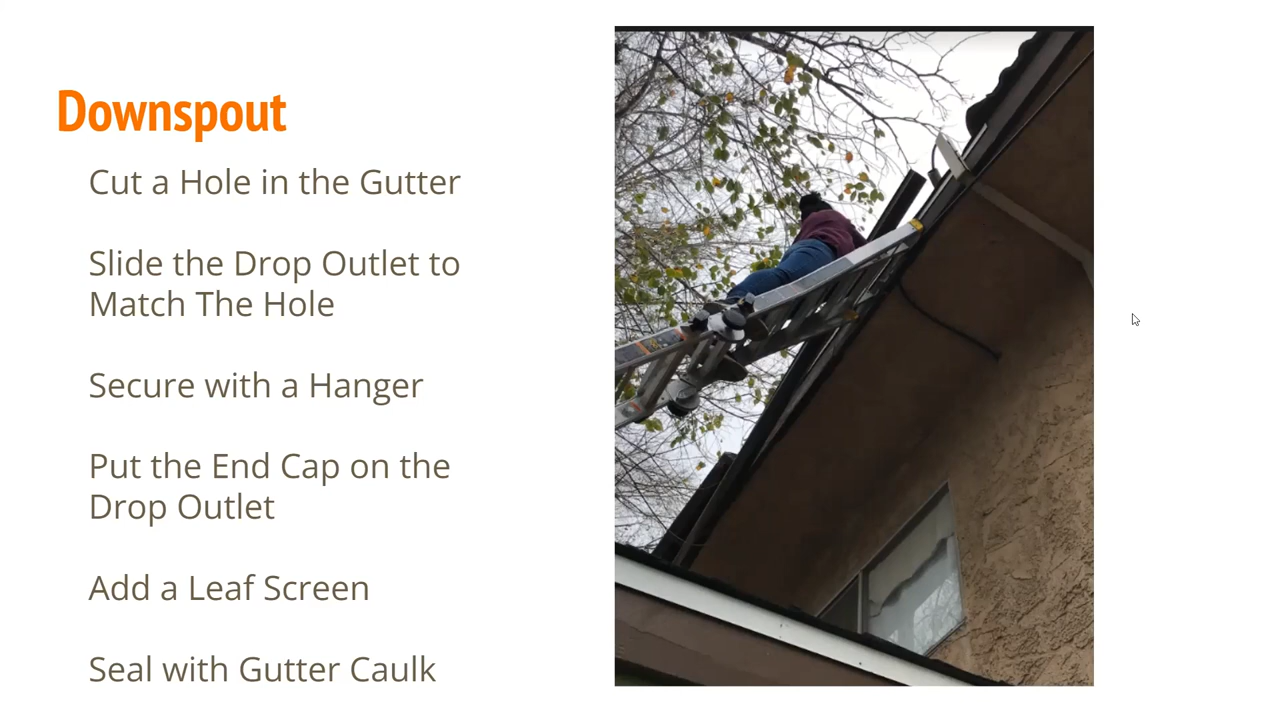 Downspout
Cut a Hole in the Gutter
Slide the Drop Outlet to
Match The Hole
Secure with a Hanger
Put the End Cap on the
Drop Outlet
Add a Leaf Screen
Seal with Gutter Caulk